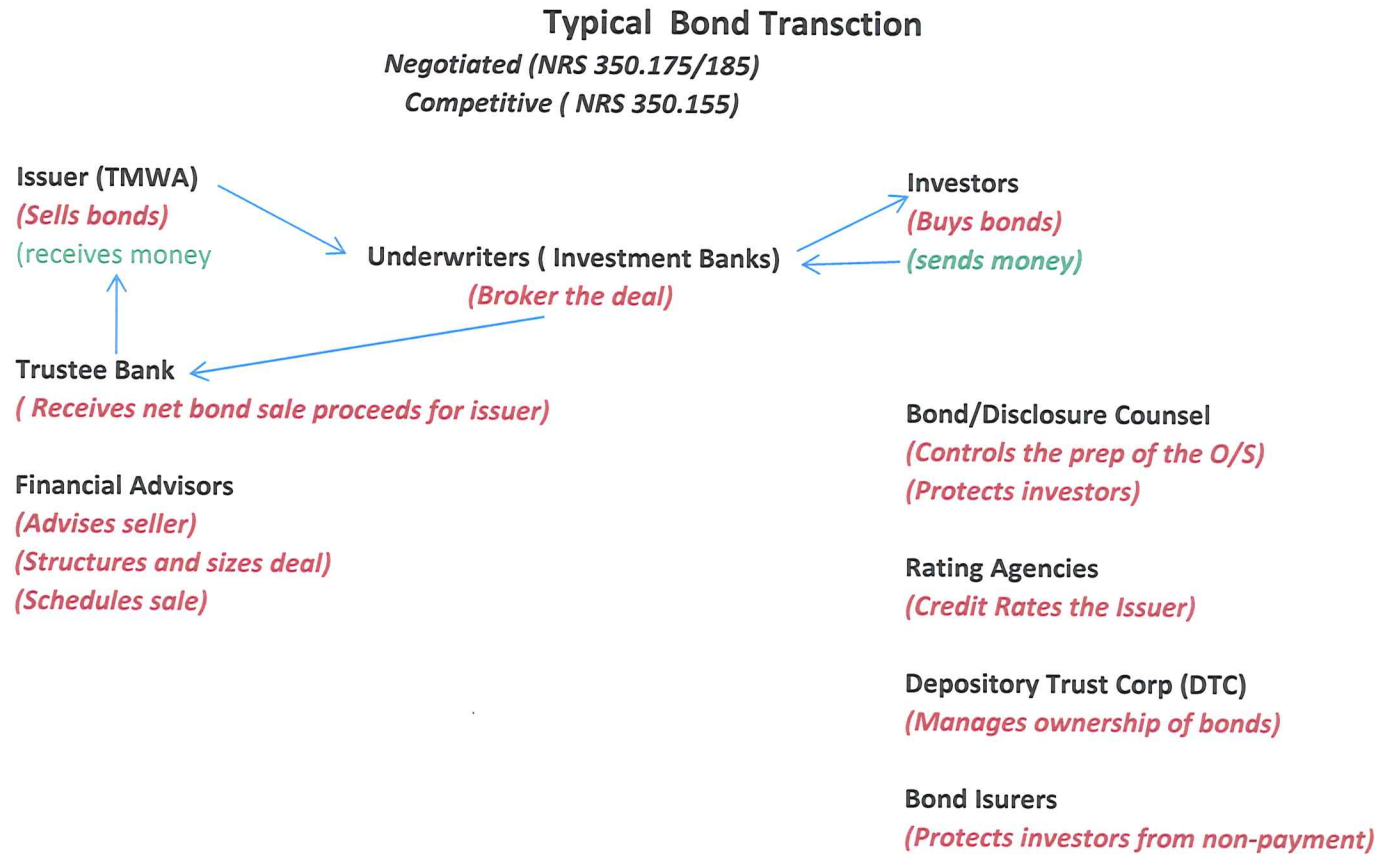 Typical Bond Transction
Negotiated (NRS 350.175/185)
Competitive ( NRS 350.155)
Issuer (TMWA)
(Sells bonds)
(receives money
Underwriters ( Investment Banks)
(Broker the deal)
Investors
(Buys bonds)
(sends money)
Trustee Bank
( Receives net bond sale proceeds for issuer)
Financial Advisors
(Advises seller)
(Structures and sizes deal)
(Schedules sale)
Bond/Disclosure Counsel
(Controls the prep of the O/S)
(Protects investors)
Rating Agencies
(Credit Rates the Issuer)
Depository Trust Corp (DTC)
(Manages ownership of bonds)
Bond Isurers
(Protects investors from non-payment)